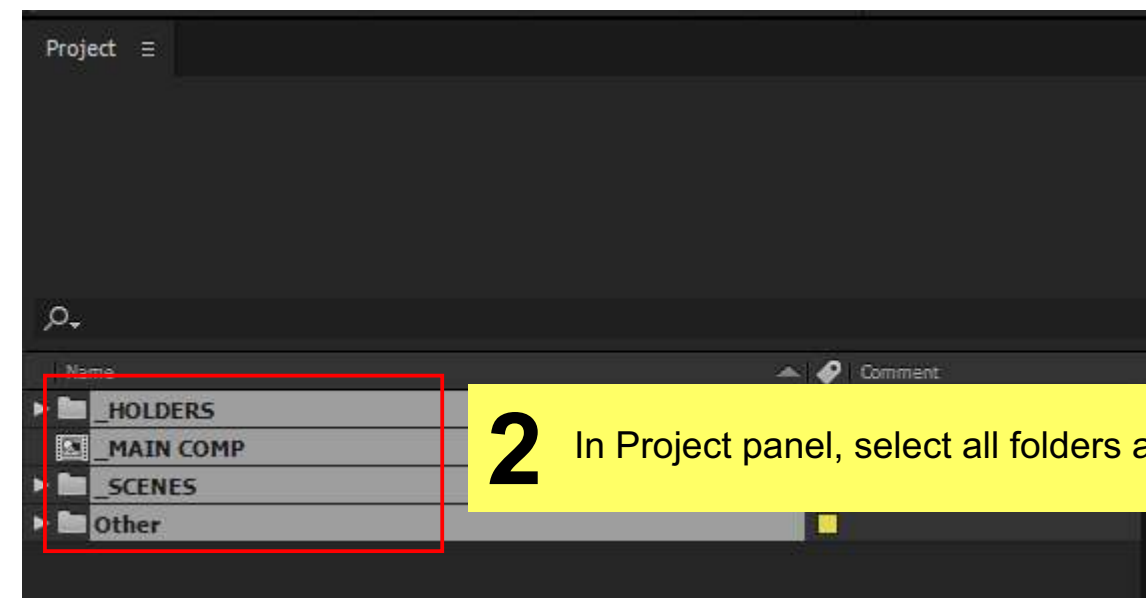 Project
Name
Comment
_HOLDERS
_MAIN COMP
_SCENES
Other
2 In Project panel, select all folders